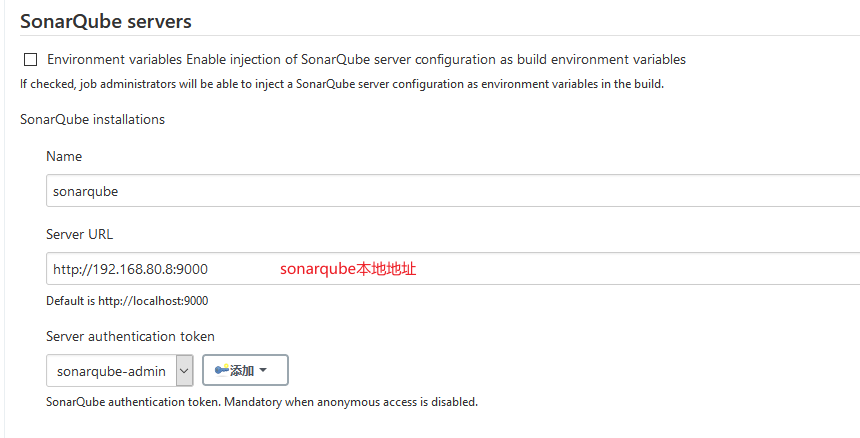 SonarQube servers
Environment variables Enable injection of SonarQube server configuration as build environment variables
If checked, job administrators will be able to inject a SonarQube server configuration as environment variables in the build.
SonarQube installations
Name
sonarqube
Server URL
http://192.168.80.8:9000 sonarqube本地地址
Default is http://localhost:9000
Server authentication token
sonarqube-admin 添加
SonarQube authentication token. Mandatory when anonymous access is disabled.